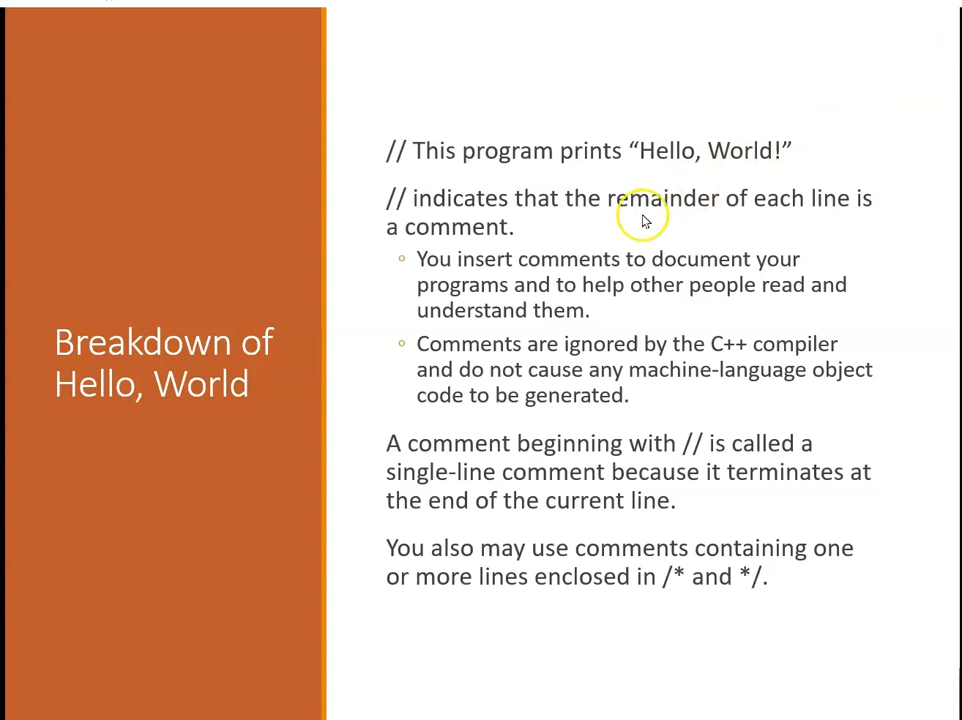 Breakdown of
Hello, World
// This program prints “Hello, World!”
// indicates that the remainder of each line is
a comment.
◦ You insert comments to document your
programs and to help other people read and
understand them.
◦ Comments are ignored by the C++ compiler
and do not cause any machine-language object
code to be generated.
A comment beginning with // is called a
single-line comment because it terminates at
the end of the current line.
You also may use comments containing one
or more lines enclosed in /* and */.